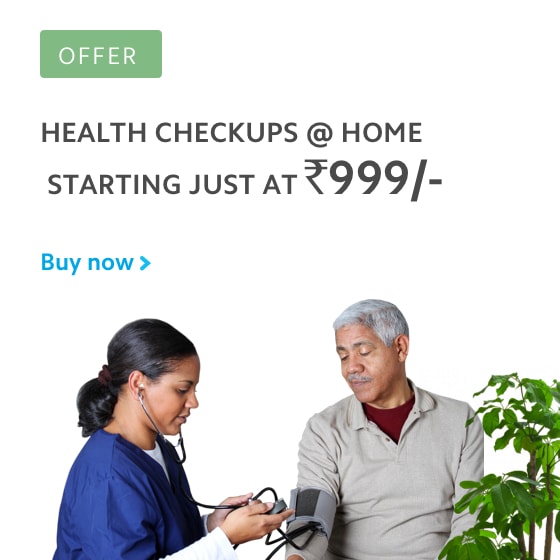 OFFER
HEALTH CHECKUPS @ HOME
STARTING JUST AT ₹999/-
Buy now >